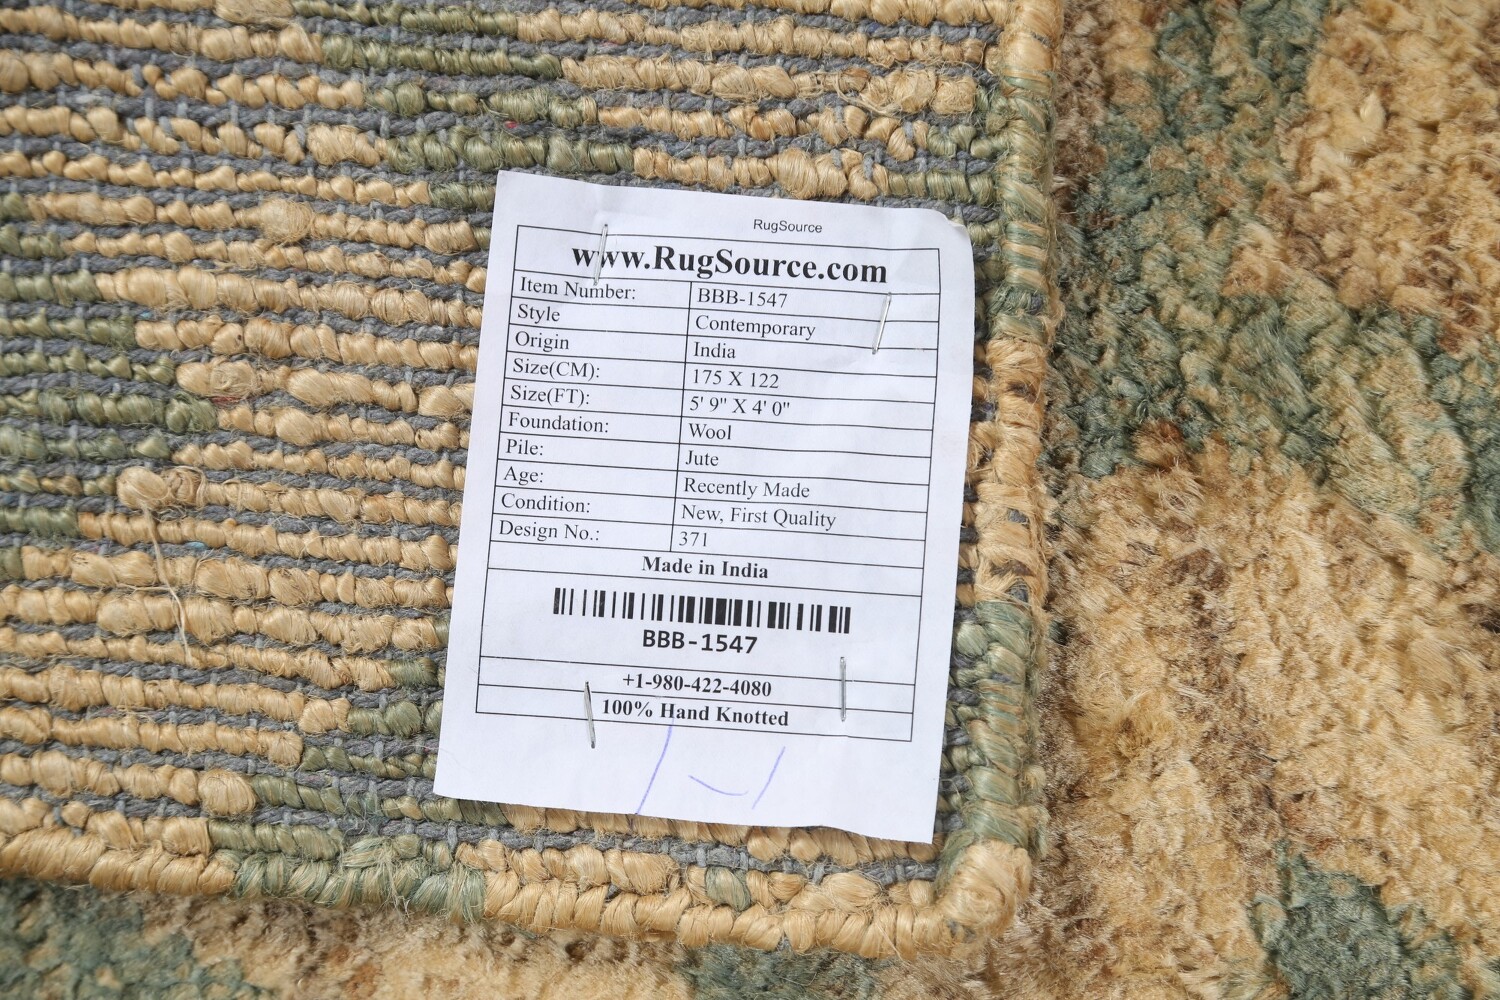 RugSource
www.RugSource.com
Item Number: BBB-1547
Style Contemporary
Origin India
Size(CM): 175 X 122
Size(FT): 5' 9" X 4' 0"
Foundation: Wool
Pile: Jute
Age: Recently Made
Condition: New, First Quality
Design No.: 371
Made in India
BBB-1547
+1-980-422-4080
100% Hand Knotted